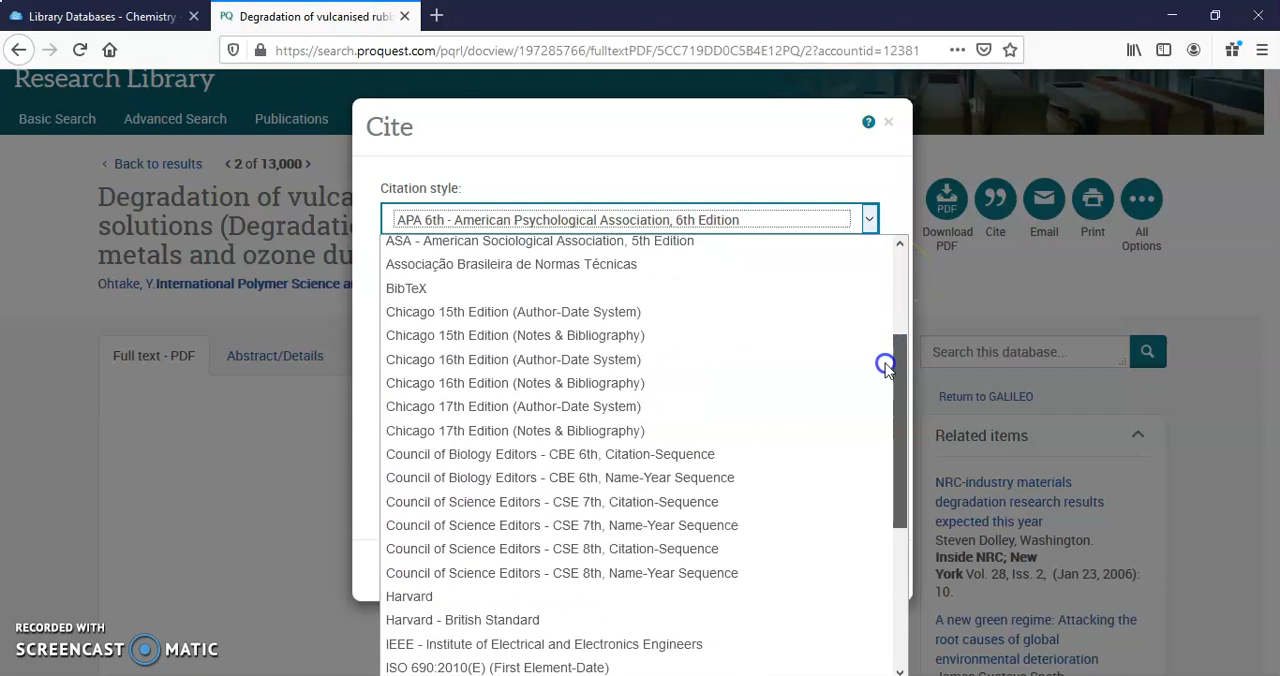 Library Databases - Chemistry
PQ Degradation of vulcanised rubb
https://search.proquest.com/pqrl/docview/197285766/fulltextPDF/5CC719DD0C5B4E12PQ/2?accountid=12381
Research Library
Basic Search
Advanced Search
Publications
Back to results
2 of 13,000
Degradation of vulcan
solutions (Degradation
metals and ozone du
Ohtake, Y.International Polymer Science a
Full text - PDF
Abstract/Details
Cite
?
Citation style:
APA 6th - American Psychological Association, 6th Edition
ASA - American Sociological Association, 5th Edition
Associação Brasileira de Normas Técnicas
BibTeX
Chicago 15th Edition (Author-Date System)
Chicago 15th Edition (Notes & Bibliography)
Chicago 16th Edition (Author-Date System)
Chicago 16th Edition (Notes & Bibliography)
Chicago 17th Edition (Author-Date System)
Chicago 17th Edition (Notes & Bibliography)
Council of Biology Editors - CBE 6th, Citation-Sequence
Council of Biology Editors - CBE 6th, Name-Year Sequence
Council of Science Editors - CSE 7th, Citation-Sequence
Council of Science Editors - CSE 7th, Name-Year Sequence
Council of Science Editors - CSE 8th, Citation-Sequence
Council of Science Editors - CSE 8th, Name-Year Sequence
Harvard
Harvard - British Standard
IEEE - Institute of Electrical and Electronics Engineers
ISO 690:2010(E) (First Element-Date)
PDF
Download PDF
Cite
Email
Print
All Options
Search this database...
Return to GALILEO
Related items
NRC-industry materials
degradation research results
expected this year
Steven Dolley, Washington.
Inside NRC; New
York Vol. 28, Iss. 2, (Jan 23, 2006):
10.
A new green regime: Attacking the
root causes of global
environmental deterioration
RECORDED WITH
SCREENCAST MATIC